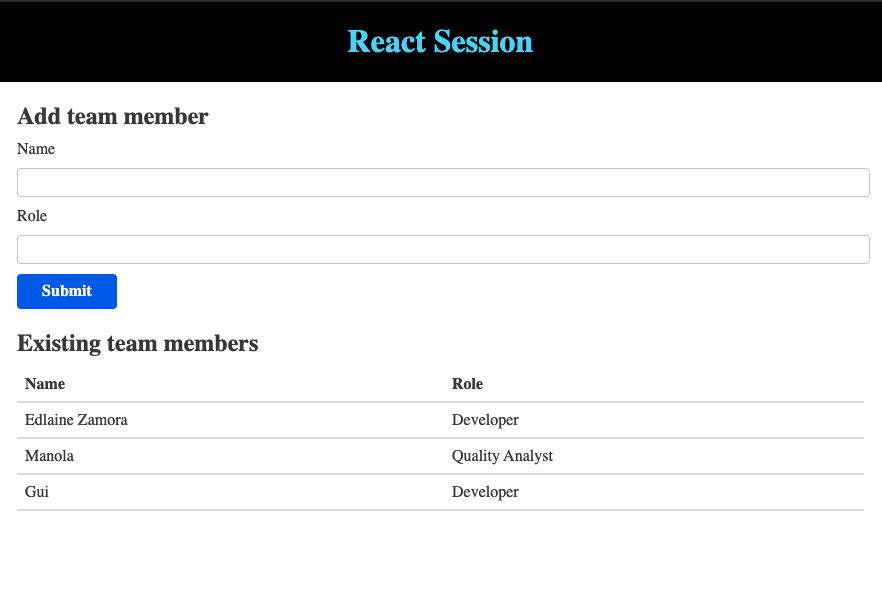 React Session
Add team member
Name
Role
Submit
Existing team members
Name Role
Edlaine Zamora Developer
Manola Quality Analyst
Gui Developer